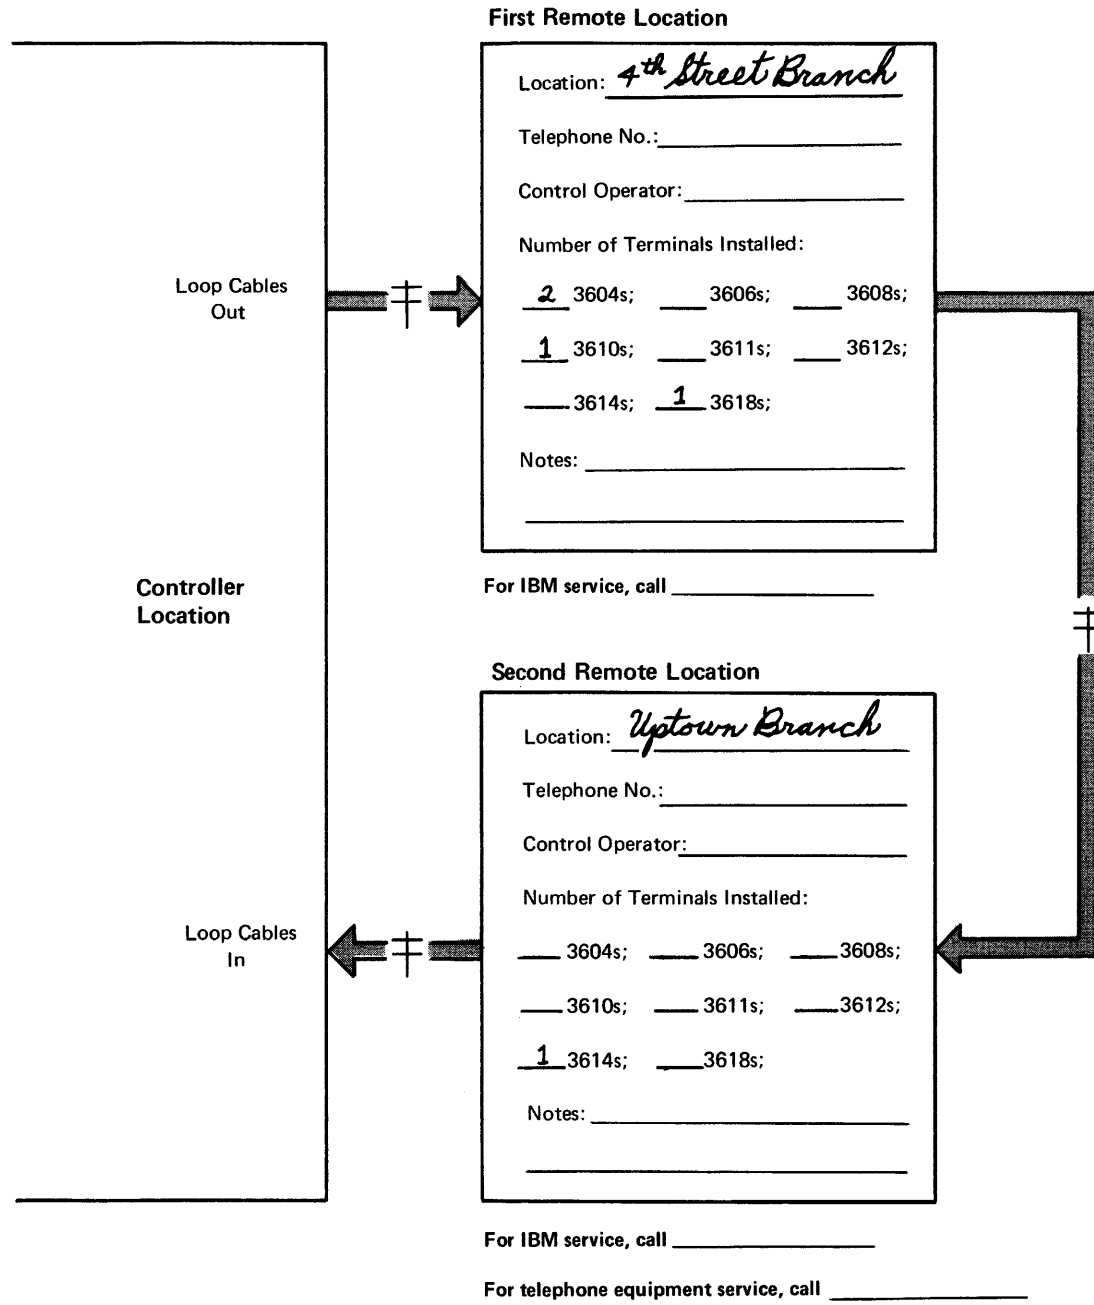 First Remote Location
Location: 4th Street Branch
Telephone No.:
Control Operator:
Number of Terminals Installed:
2 3604s; 3606s; 3608s;
1 3610s; 3611s; 3612s;
3614s; 1 3618s;
Notes:
For IBM service, call
Loop Cables
Out
Controller
Location
Loop Cables
In
Second Remote Location
Location: Uptown Branch
Telephone No.:
Control Operator:
Number of Terminals Installed:
3604s; 3606s; 3608s;
3610s; 3611s; 3612s;
1 3614s; 3618s;
Notes:
For IBM service, call
For telephone equipment service, call